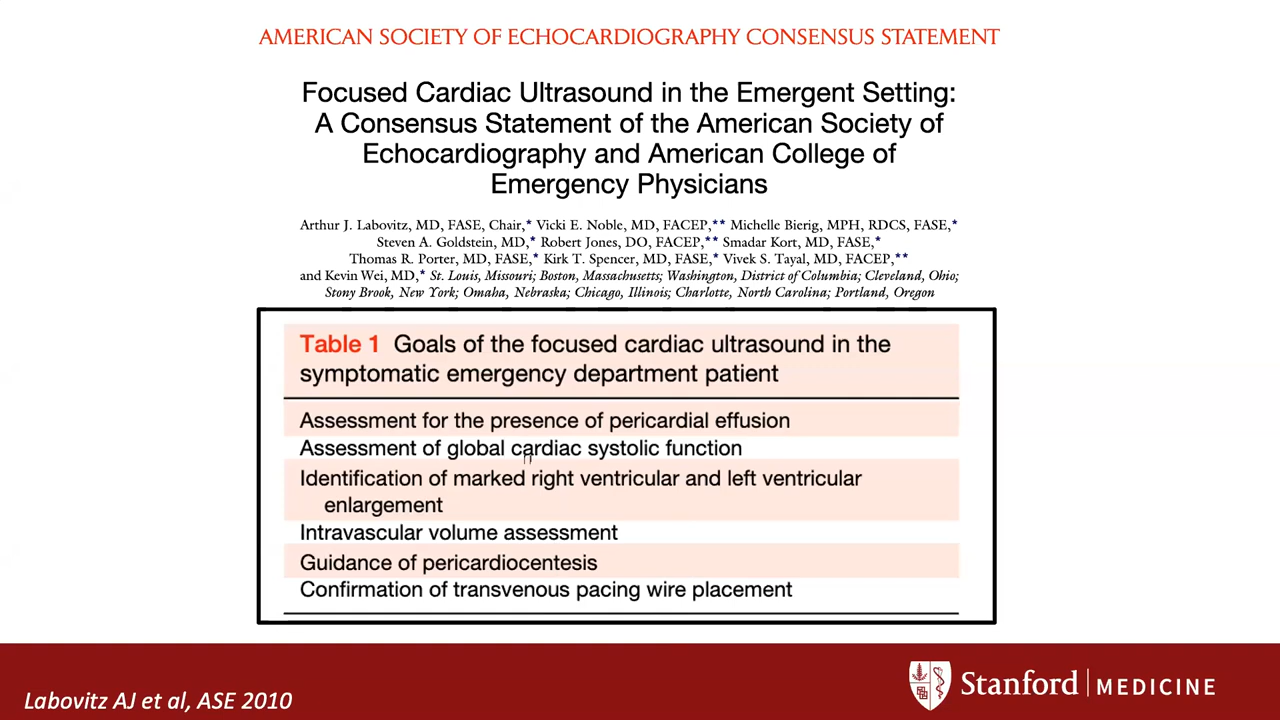 AMERICAN SOCIETY OF ECHOCARDIOGRAPHY CONSENSUS STATEMENT
Focused Cardiac Ultrasound in the Emergent Setting:
A Consensus Statement of the American Society of
Echocardiography and American College of
Emergency Physicians
Arthur J. Labovitz, MD, FASE, Chair,* Vicki E. Noble, MD, FACEP,** Michelle Bierig, MPH, RDCS, FASE,*
Steven A. Goldstein, MD,* Robert Jones, DO, FACEP,** Smadar Kort, MD, FASE,*
Thomas R. Porter, MD, FASE,* Kirk T. Spencer, MD, FASE,* Vivek S. Tayal, MD, FACEP,**
and Kevin Wei, MD,* St. Louis, Missouri; Boston, Massachusetts; Washington, District of Columbia; Cleveland, Ohio;
Stony Brook, New York; Omaha, Nebraska; Chicago, Illinois; Charlotte, North Carolina; Portland, Oregon
Table 1 Goals of the focused cardiac ultrasound in the
symptomatic emergency department patient
Assessment for the presence of pericardial effusion
Assessment of global cardiac systolic function
Identification of marked right ventricular and left ventricular
enlargement
Intravascular volume assessment
Guidance of pericardiocentesis
Confirmation of transvenous pacing wire placement
Labovitz AJ et al, ASE 2010
Stanford MEDICINE